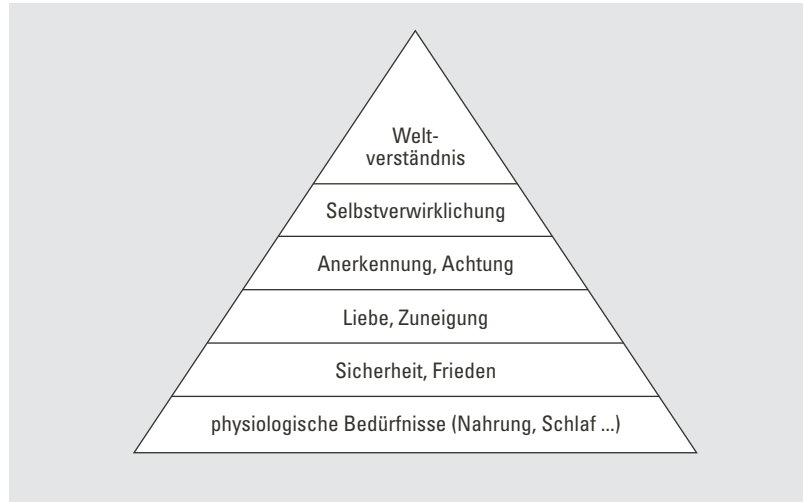 Welt-
verständnis
Selbstverwirklichung
Anerkennung, Achtung
Liebe, Zuneigung
Sicherheit, Frieden
physiologische Bedürfnisse (Nahrung, Schlaf ...)